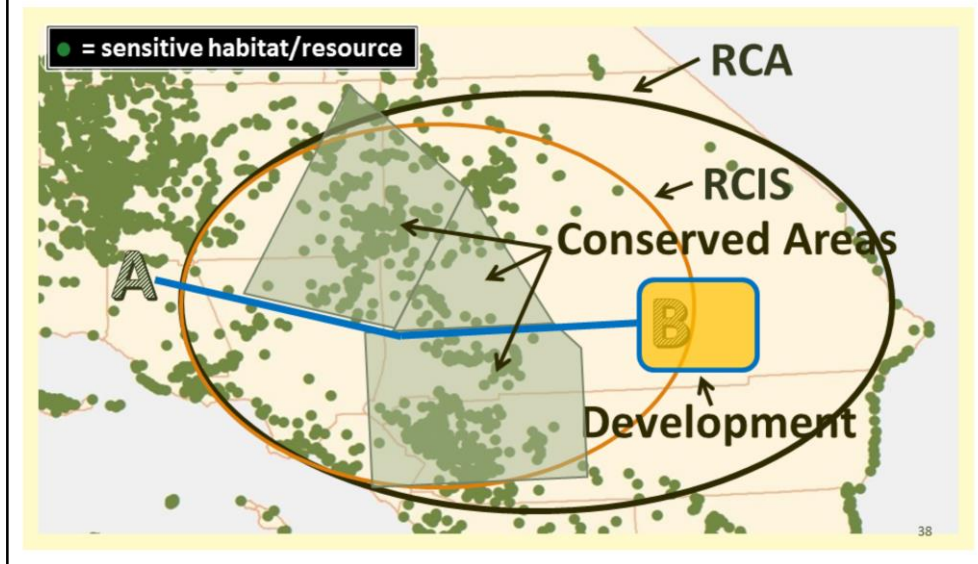 = sensitive habitat/resource
RCA
RCIS
Conserved Areas
A
B
Development
38